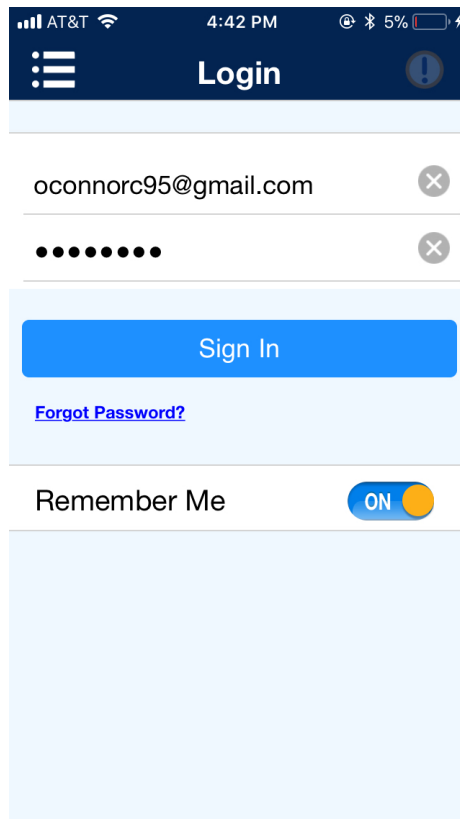 AT&T 4:42 PM 5%
Login
oconnorc95@gmail.com
●●●●●●●●
Sign In
Forgot Password?
Remember Me ON